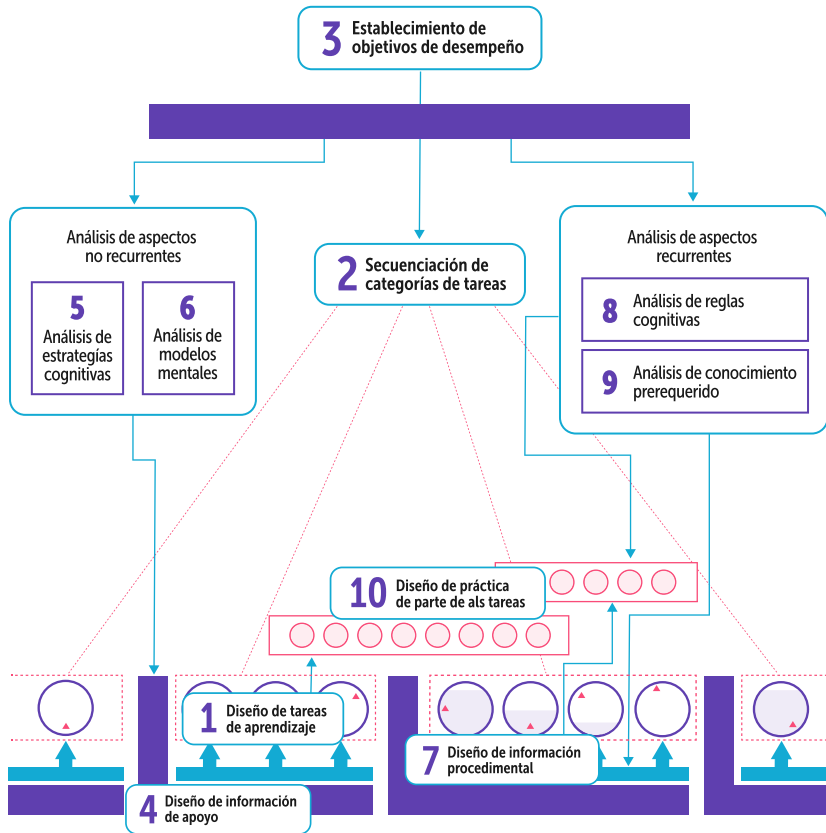 3 Establecimiento de
objetivos de desempeño
Análisis de aspectos
no recurrentes
5
Análisis de
estrategías
cognitivas
6
Análisis de
modelos
mentales
2 Secuenciación de
categorías de tareas
Análisis de aspectos
recurrentes
8 Análisis de reglas
cognitivas
9 Análisis de conocimiento
prerequerido
10 Diseño de práctica
de parte de als tareas
1 Diseño de tareas
de aprendizaje
7 Diseño de información
procedimental
4 Diseño de información
de apoyo